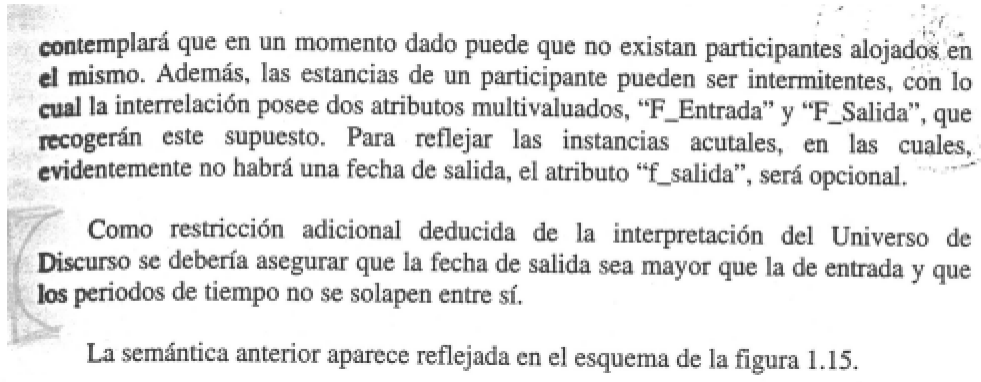 contemplará que en un momento dado puede que no existan participantes alojados en
el mismo. Además, las estancias de un participante pueden ser intermitentes, con lo
cual la interrelación posee dos atributos multivaluados, “F_Entrada” y “F_Salida”, que
recogerán este supuesto. Para reflejar las instancias acutales, en las cuales,
evidentemente no habrá una fecha de salida, el atributo “f_salida”, será opcional.
Como restricción adicional deducida de la interpretación del Universo de
Discurso se debería asegurar que la fecha de salida sea mayor que la de entrada y que
los periodos de tiempo no se solapen entre sí.
La semántica anterior aparece reflejada en el esquema de la figura 1.15.